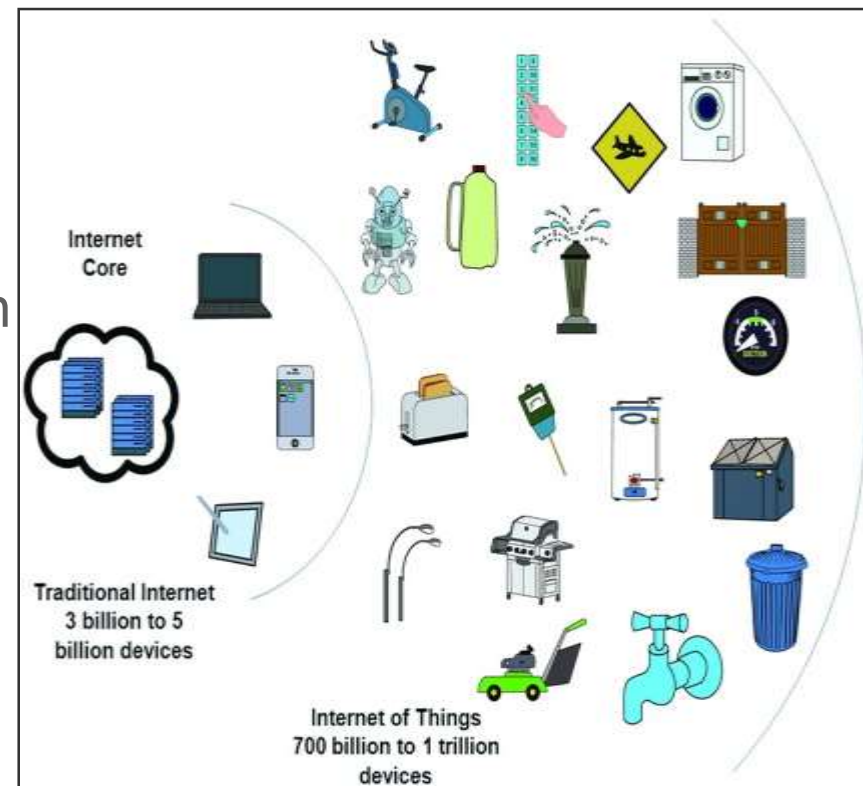 Internet
Core
n
Traditional Internet
3 billion to 5
billion devices
Internet of Things
700 billion to 1 trillion
devices